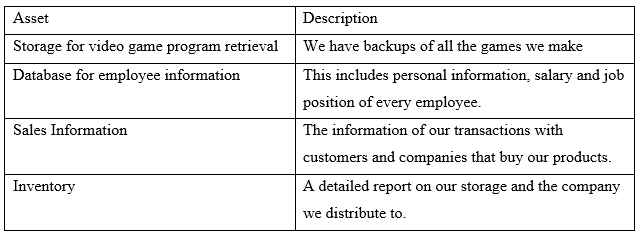 Asset Description
Storage for video game program retrieval We have backups of all the games we make
Database for employee information This includes personal information, salary and job
position of every employee.
Sales Information The information of our transactions with
customers and companies that buy our products.
Inventory A detailed report on our storage and the company
we distribute to.